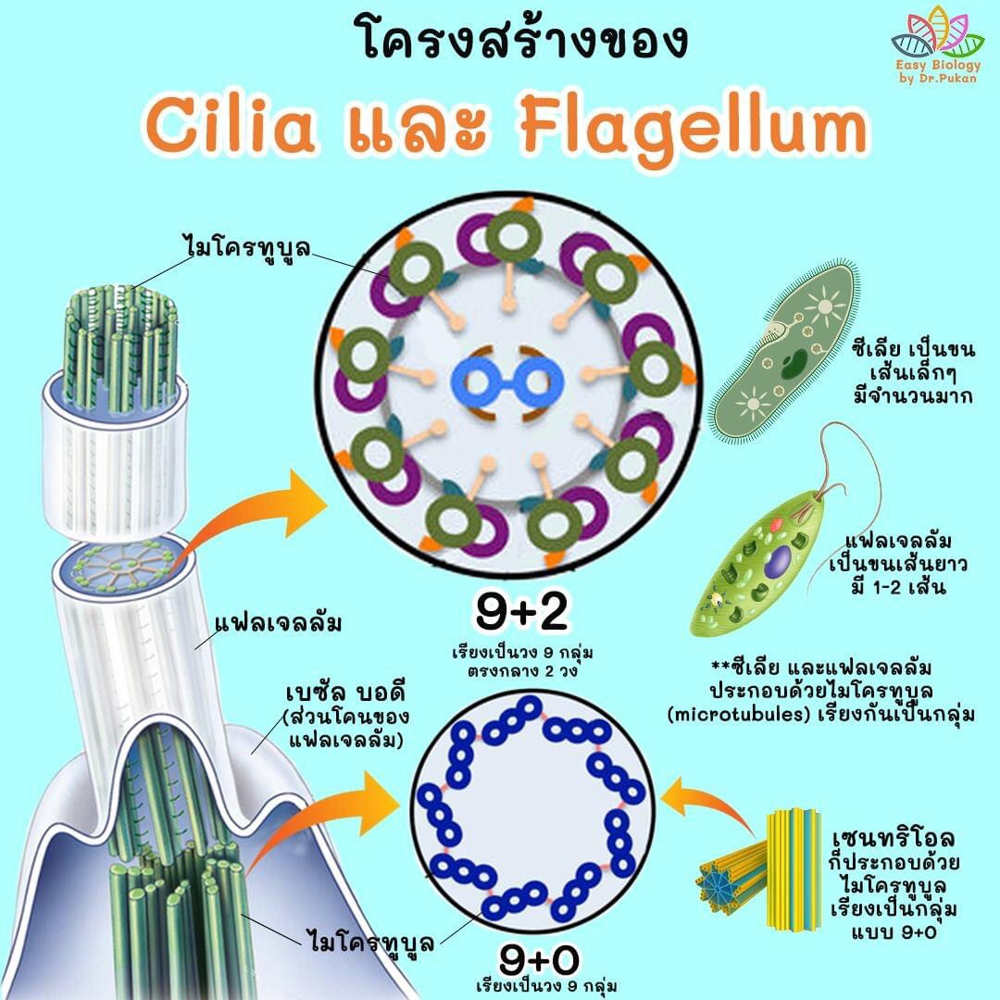 โครงสร้างของ
Cilia และ Flagellum
Easy Biology
by Dr.Pukan
ไมโครทูบูล
ซีเลีย เป็นขน
เส้นเล็กๆ
มีจำนวนมาก
แฟลเจลลัม
เป็นขนเส้นยาว
มี 1-2 เส้น
9+2
เรียงเป็นวง 9 กลุ่ม
ตรงกลาง 2 วง
แฟลเจลลัม
เบซัล บอดี
(ส่วนโคนของ
แฟลเจลลัม)
**ซีเลีย และแฟลเจลลัม
ประกอบด้วยไมโครทูบูล
(microtubules) เรียงกันเป็นกลุ่ม
เซนทริโอล
ก็ประกอบด้วย
ไมโครทูบูล
เรียงเป็นกลุ่ม
แบบ 9+0
ไมโครทูบูล
9+0
เรียงเป็นวง 9 กลุ่ม